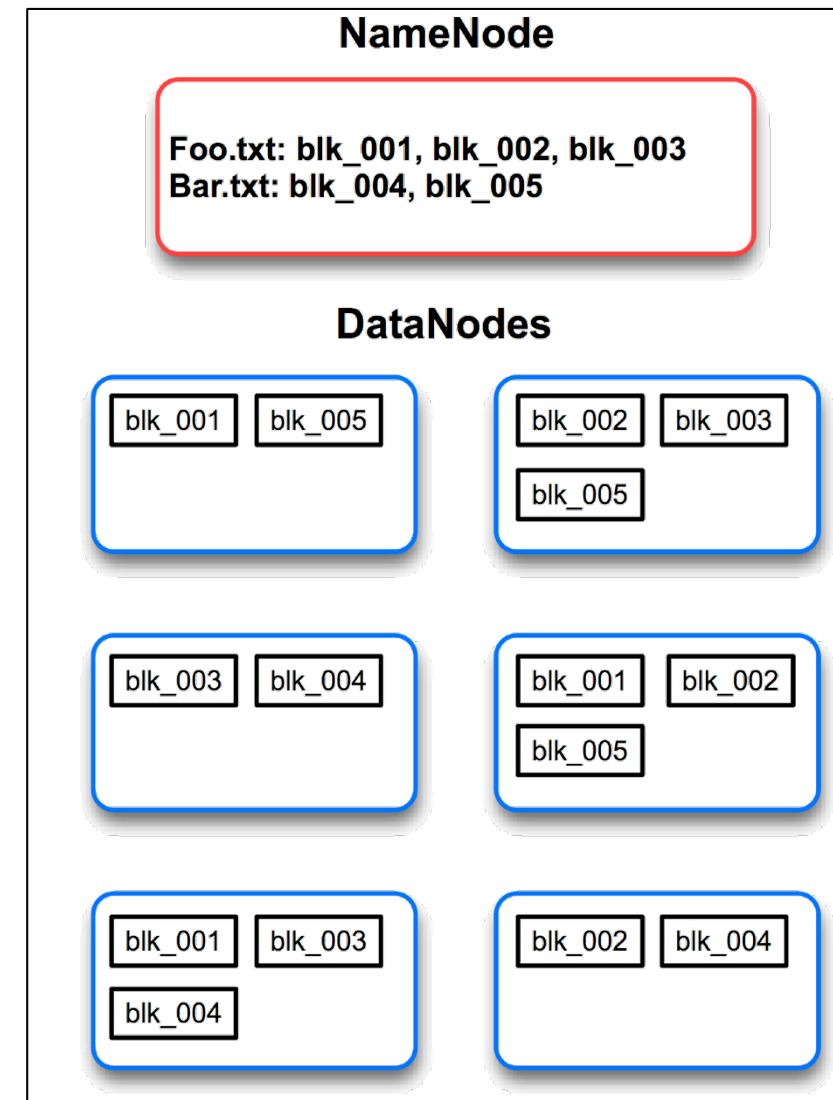 NameNode
Foo.txt: blk_001, blk_002, blk_003
Bar.txt: blk_004, blk_005
DataNodes
blk_001 blk_005
blk_002 blk_003
blk_005
blk_003 blk_004
blk_001 blk_002
blk_005
blk_001 blk_003
blk_004
blk_002 blk_004